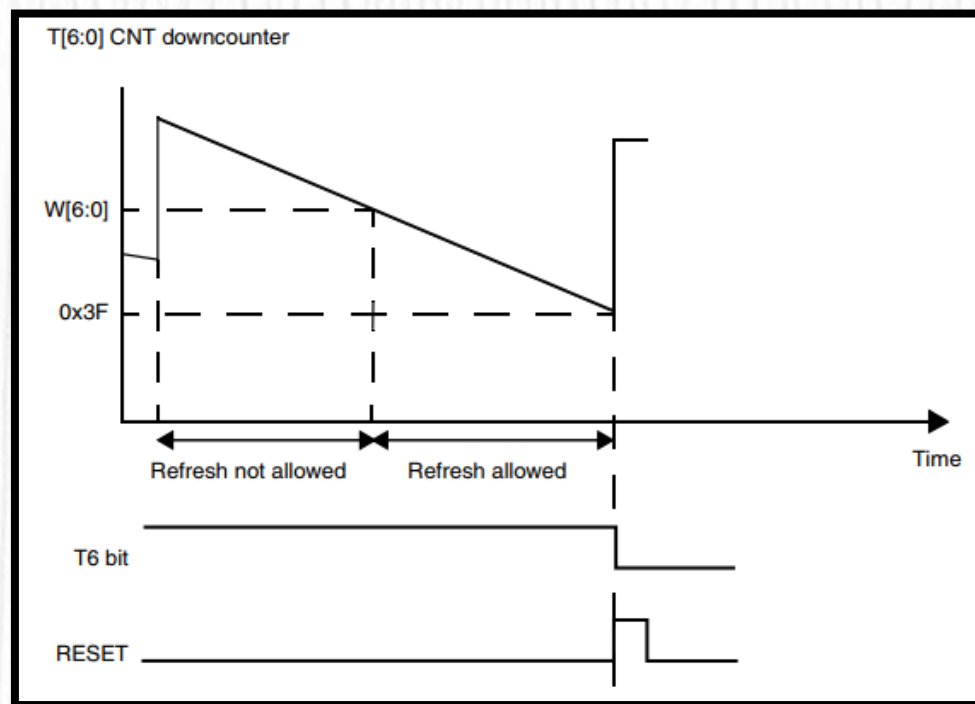 T[6:0] CNT downcounter
W[6:0]
0x3F
Refresh not allowed
Refresh allowed
Time
T6 bit
RESET